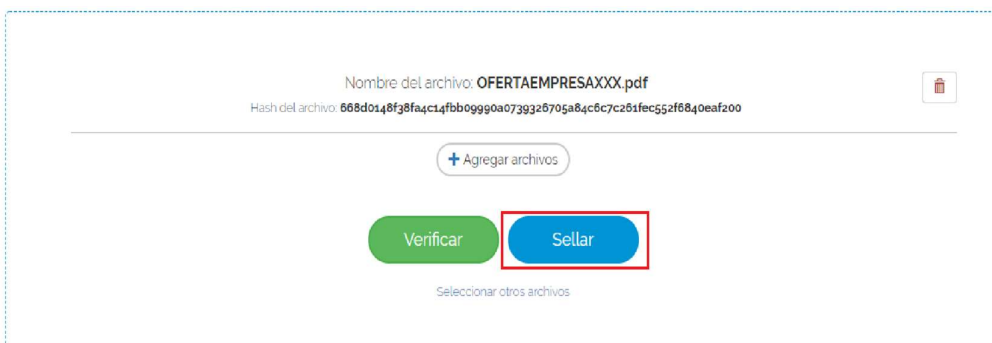 Nombre del archivo: OFERTAEMPRESAXXX.pdf
Hash del archivo: 668d0148f38fa4c14fbb09990a0739326705a84c6c7c261fec552f6840eaf200
Agregar archivos
Verificar
Sellar
Seleccionar otros archivos